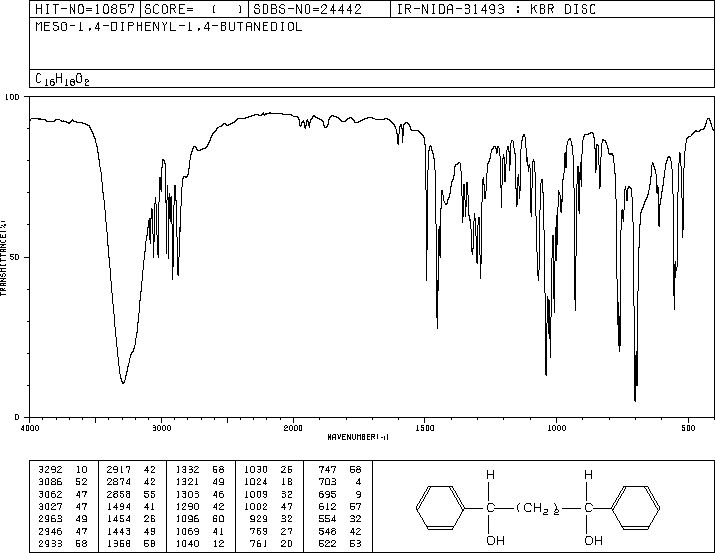 HIT-NO=10857 SCORE= ( ) SDBS-NO=24442 IR-NIDA-31493 : KBR DISC
MESO-1,4-DIPHENYL-1,4-BUTANEDIOL
C16H18O2
100
50
0
TRANSMITTANCE(%)
4000 3000 2000 1500 1000 500
WAVENUMBER(-1)
3292 10 2917 42 1332 68 1030 26 747 58
3086 52 2874 42 1321 49 1024 18 703 4
3062 47 2858 55 1303 46 1009 32 695 9
3027 47 1494 41 1290 42 1002 47 612 57
2963 49 1454 26 1096 60 929 32 554 32
2946 47 1443 49 1069 41 769 27 548 42
2933 58 1358 58 1040 12 761 20 522 53
H H
(CH2)2
OH OH